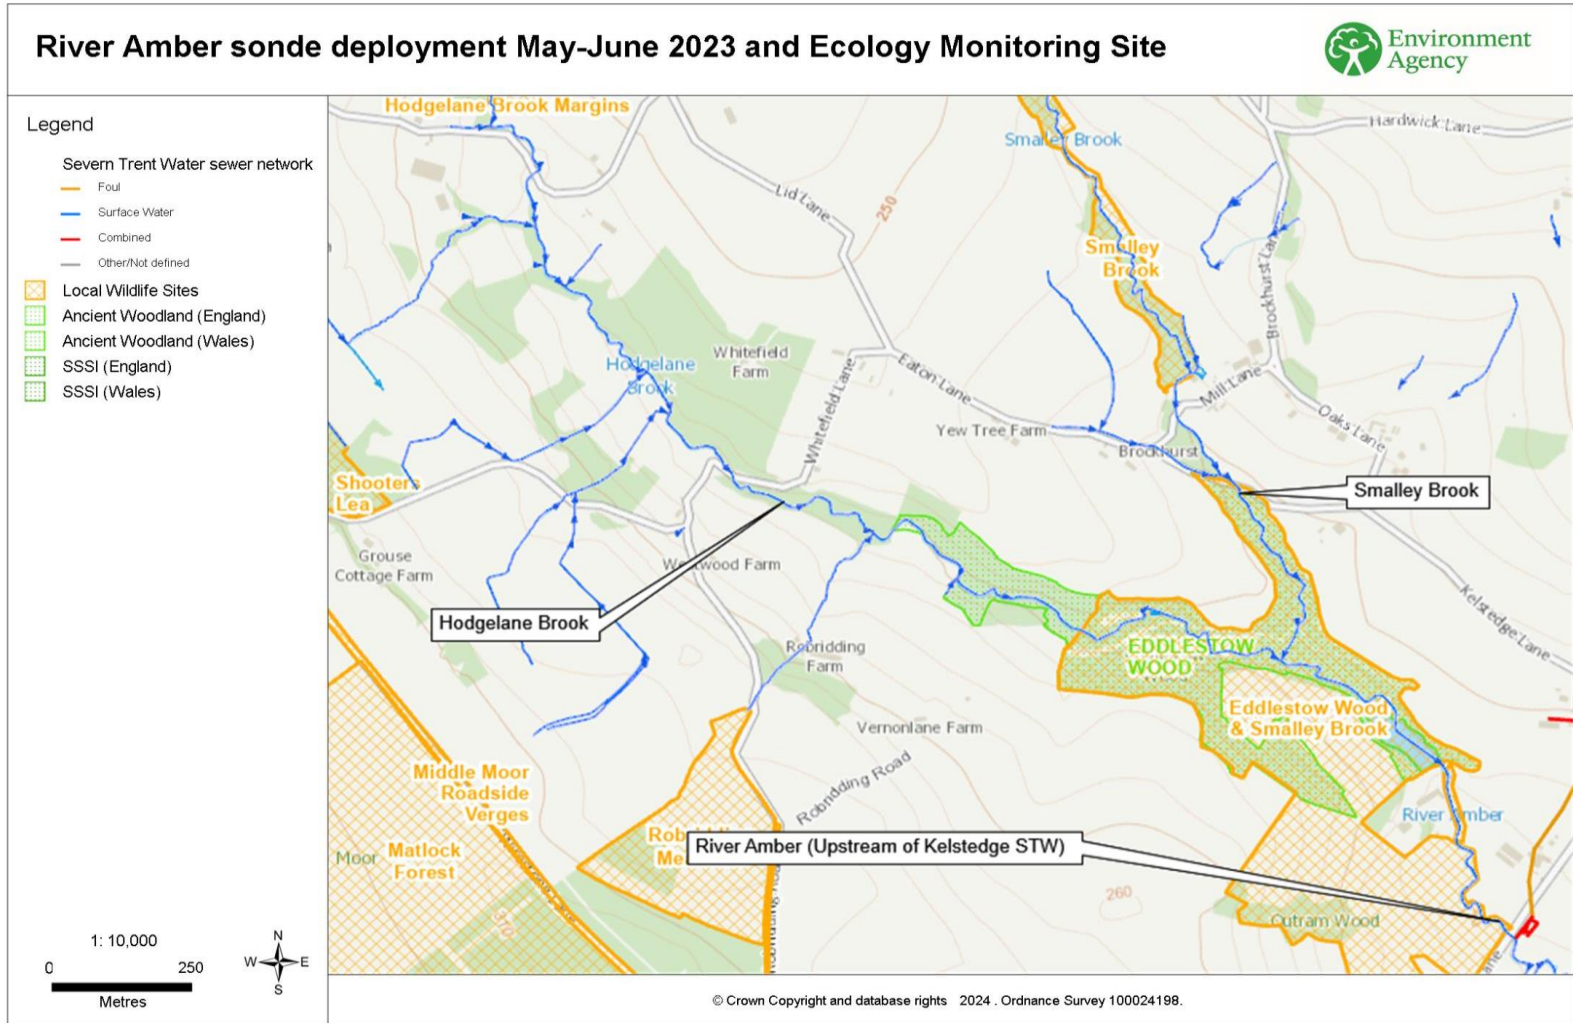 River Amber sonde deployment May-June 2023 and Ecology Monitoring Site
Environment
Agency
Legend
Severn Trent Water sewer network
Foul
Surface Water
Combined
Other/Not defined
Local Wildlife Sites
Ancient Woodland (England)
Ancient Woodland (Wales)
SSSI (England)
SSSI (Wales)
1: 10,000
0 250
Metres
N
W E
S
Hodgelane Brook Margins
Smalley Brook
Hardwick Lane
Lid Lane
250
Smalley
Brook
Brockhurst Lane
Hodgelane
Brook
Whitefield
Farm
Whitefield Lane
Eaton Lane
Mill Lane
Oaks Lane
Yew Tree Farm
Brockhurst
Shooters
Lea
Smalley Brook
Grouse
Cottage Farm
Farm
Hodgelane Brook
Kelstedge Lane
Robridding
Farm
EDDLESTOW
WOOD
Eddlestow Wood
& Smalley Brook
Vernonlane Farm
Robridding Road
Middle Moor
Roadside
Verges
River Amber
Moor
Matlock
Forest
River Amber (Upstream of Kelstedge STW)
260
310
Outram Wood
© Crown Copyright and database rights 2024 . Ordnance Survey 100024198.